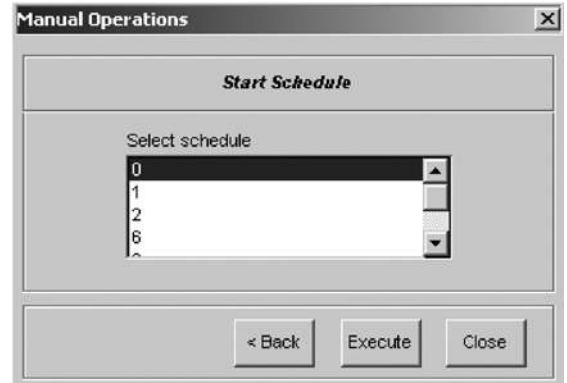 Manual Operations
Start Schedule
Select schedule
0
1
2
6
< Back Execute Close